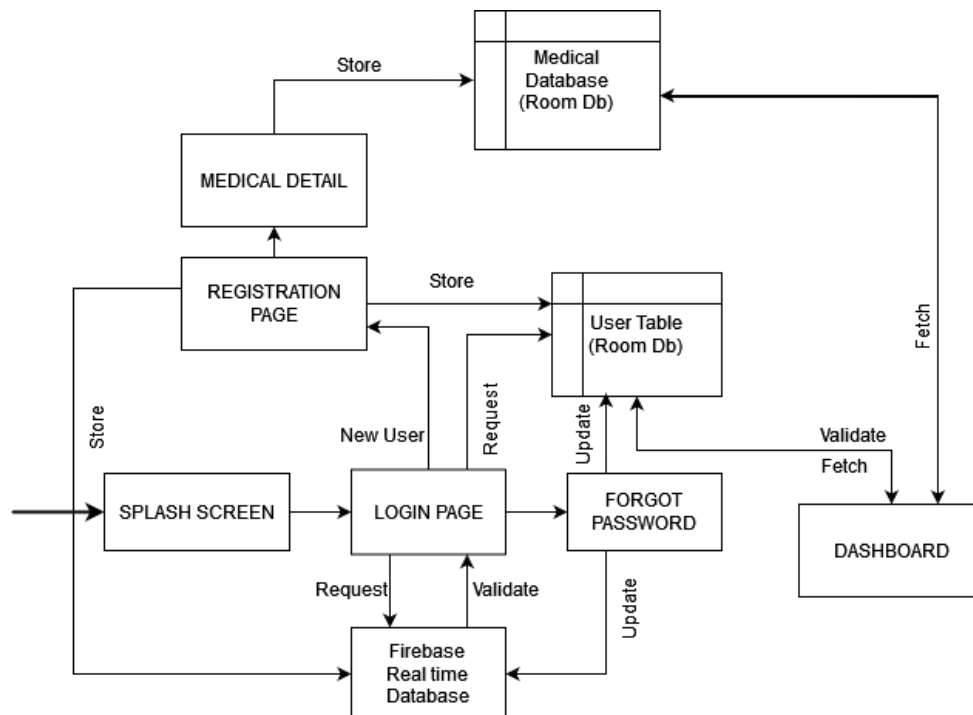 Medical
Database
(Room Db)
Store
MEDICAL DETAIL
REGISTRATION
PAGE
Store
User Table
(Room Db)
Fetch
Store
New User
Request
Update
Validate
Fetch
SPLASH SCREEN
LOGIN PAGE
FORGOT
PASSWORD
DASHBOARD
Request
Validate
Update
Firebase
Real time
Database